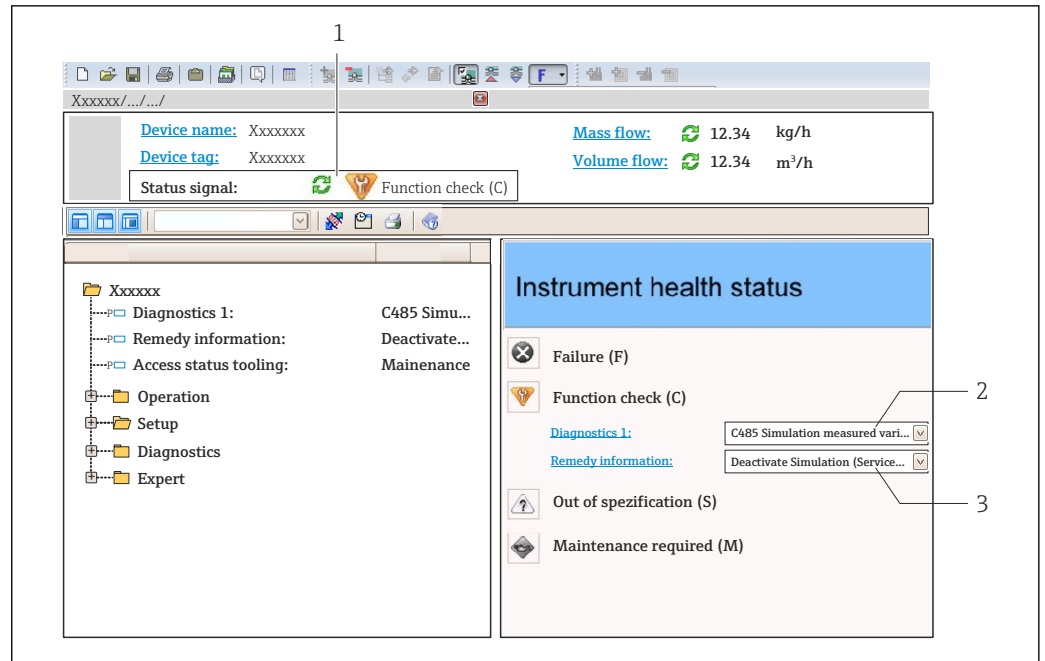 1
F
Xxxxxx/.../.../
Device name: Xxxxxxx
Mass flow: 12.34 kg/h
Device tag: Xxxxxxx
Volume flow: 12.34 m³/h
Status signal: Function check (C)
Xxxxxx
Diagnostics 1: C485 Simu...
Remedy information: Deactivate...
Access status tooling: Mainenance
Operation
Setup
Diagnostics
Expert
Instrument health status
Failure (F)
Function check (C)
Diagnostics 1: C485 Simulation measured vari...
2
Remedy information: Deactivate Simulation (Service...
3
Out of spezification (S)
Maintenance required (M)